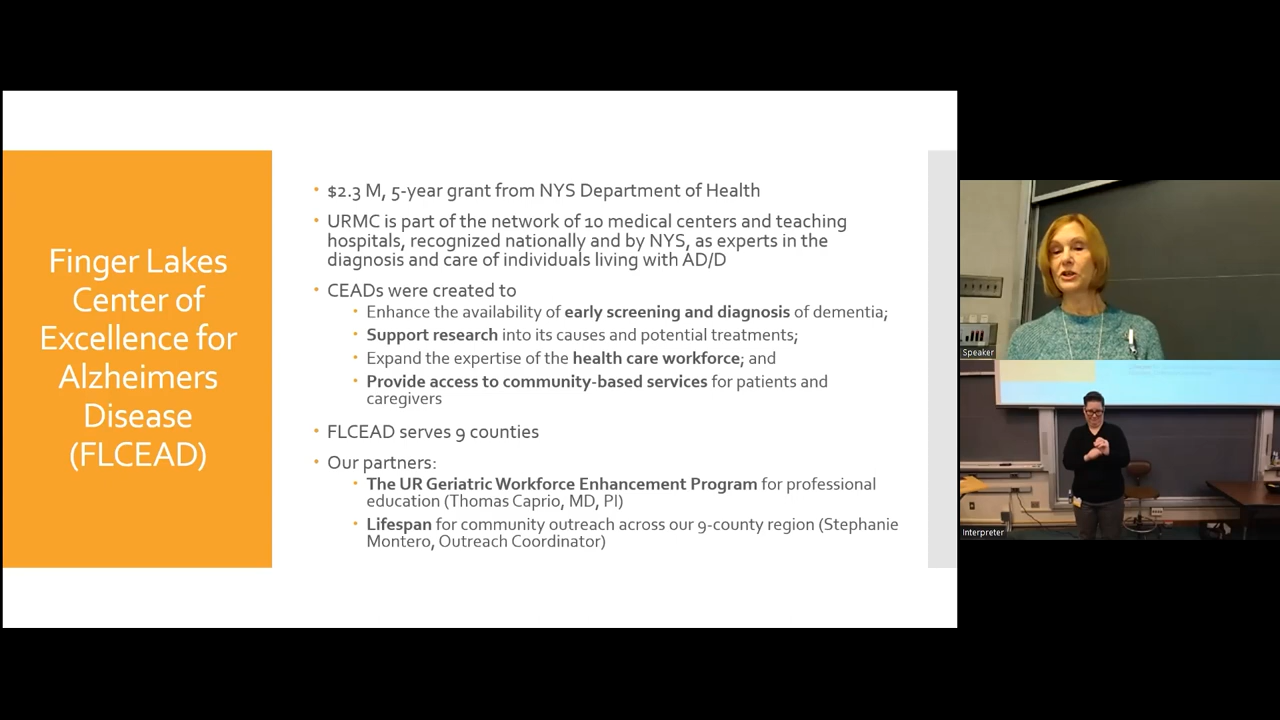 Finger Lakes
Center of
Excellence for
Alzheimers
Disease
(FLCEAD)
• $2.3 M, 5-year grant from NYS Department of Health
• URMC is part of the network of 10 medical centers and teaching
hospitals, recognized nationally and by NYS, as experts in the
diagnosis and care of individuals living with AD/D
• CEADs were created to
• Enhance the availability of early screening and diagnosis of dementia;
• Support research into its causes and potential treatments;
• Expand the expertise of the health care workforce; and
• Provide access to community-based services for patients and
caregivers
• FLCEAD serves 9 counties
• Our partners:
• The UR Geriatric Workforce Enhancement Program for professional
education (Thomas Caprio, MD, PI)
• Lifespan for community outreach across our 9-county region (Stephanie
Montero, Outreach Coordinator)
Speaker
Interpreter